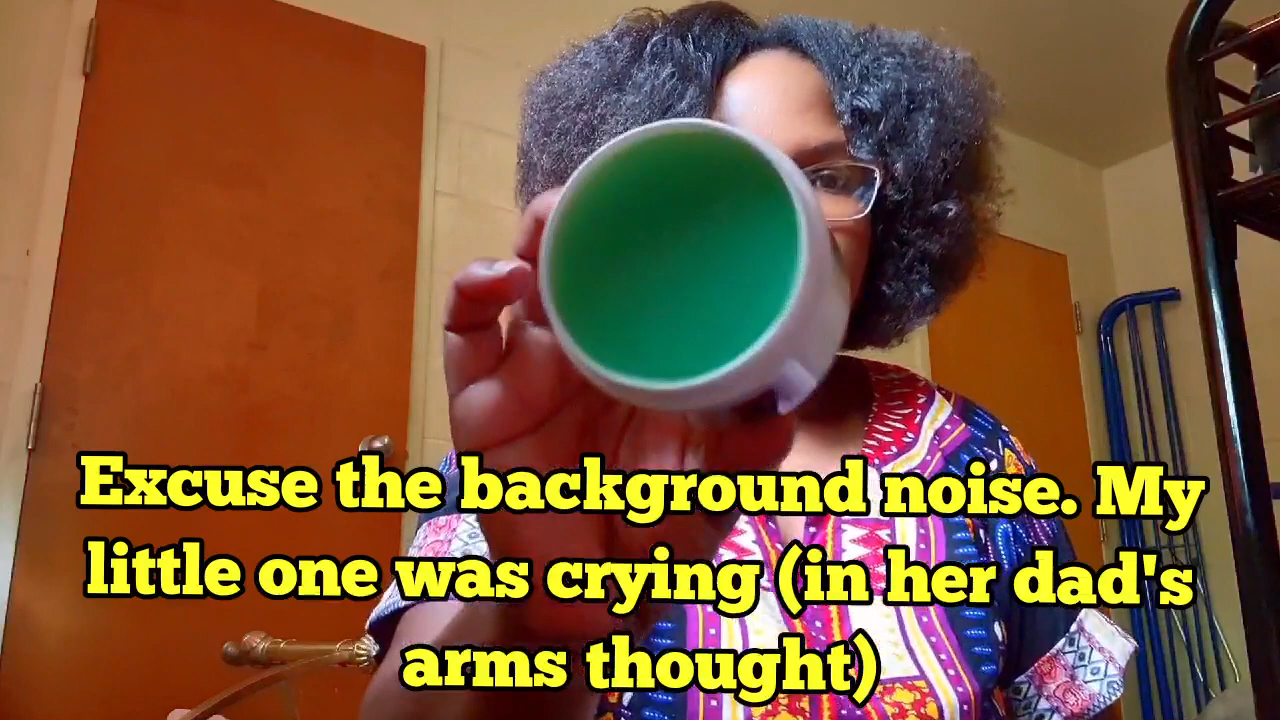 Excuse the background noise. My
little one was crying (in her dad's
arms thought)